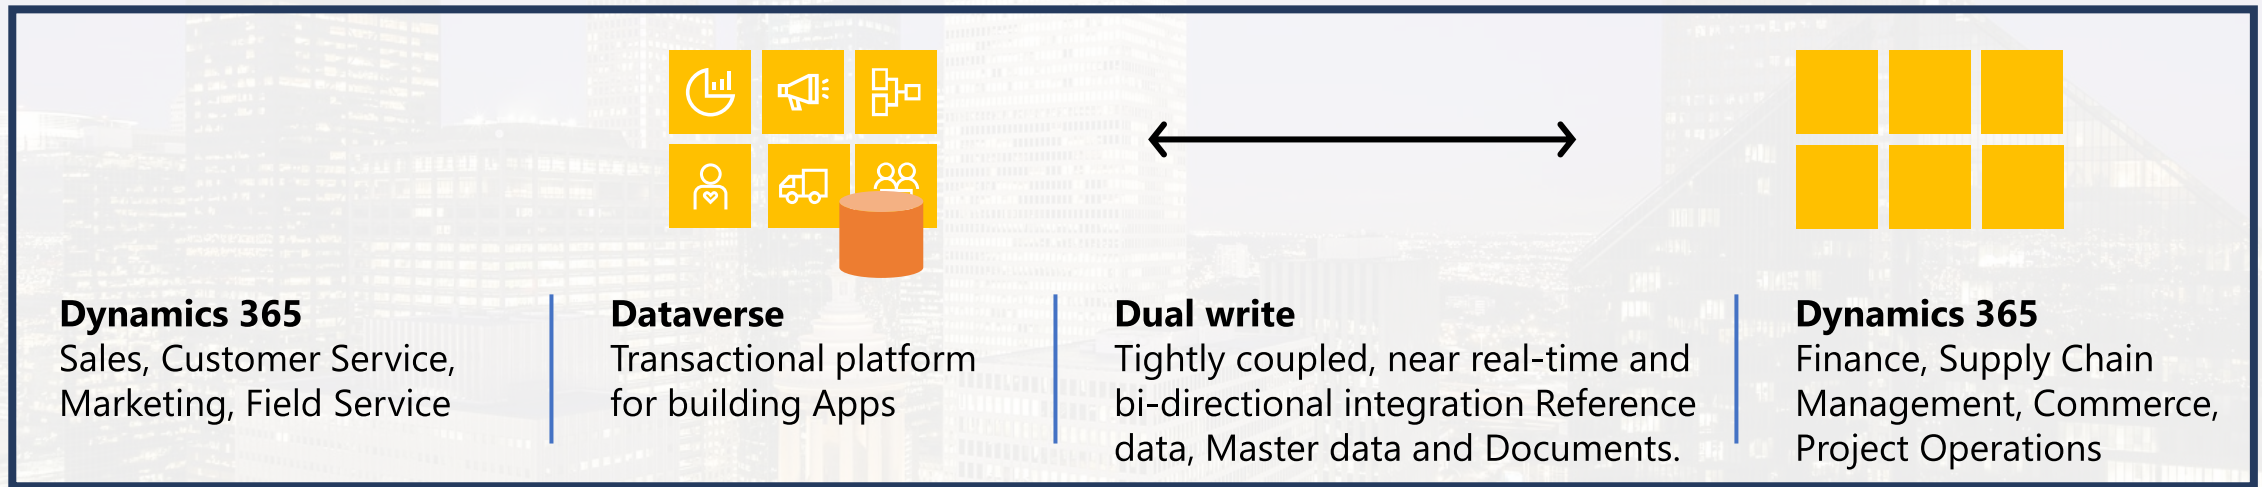 Dynamics 365
Sales, Customer Service,
Marketing, Field Service
Dataverse
Transactional platform
for building Apps
Dual write
Tightly coupled, near real-time and
bi-directional integration Reference
data, Master data and Documents.
Dynamics 365
Finance, Supply Chain
Management, Commerce,
Project Operations